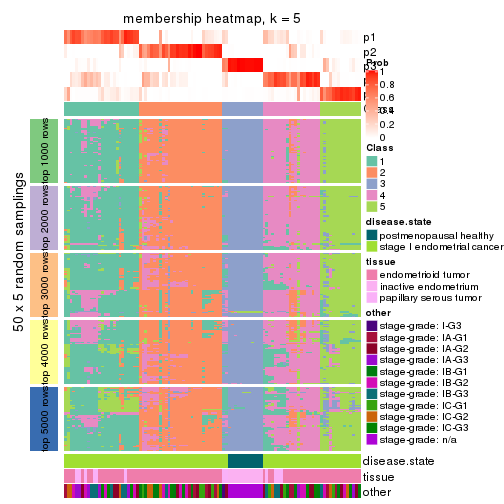 membership heatmap, k = 5
p1
p2
p3
Prob
1
0.8
0.6
0.4
0.2
0
Class
1
2
3
4
5
disease.state
postmenopausal healthy
stage I endometrial cancer
tissue
endometrioid tumor
inactive endometrium
papillary serous tumor
other
stage-grade: I-G3
stage-grade: IA-G1
stage-grade: IA-G2
stage-grade: IA-G3
stage-grade: IB-G1
stage-grade: IB-G2
stage-grade: IB-G3
stage-grade: IC-G1
stage-grade: IC-G2
stage-grade: IC-G3
stage-grade: n/a
50 x 5 random samplings
top 1000 rows
top 2000 rows
top 3000 rows
top 4000 rows
top 5000 rows
disease.state
tissue
other